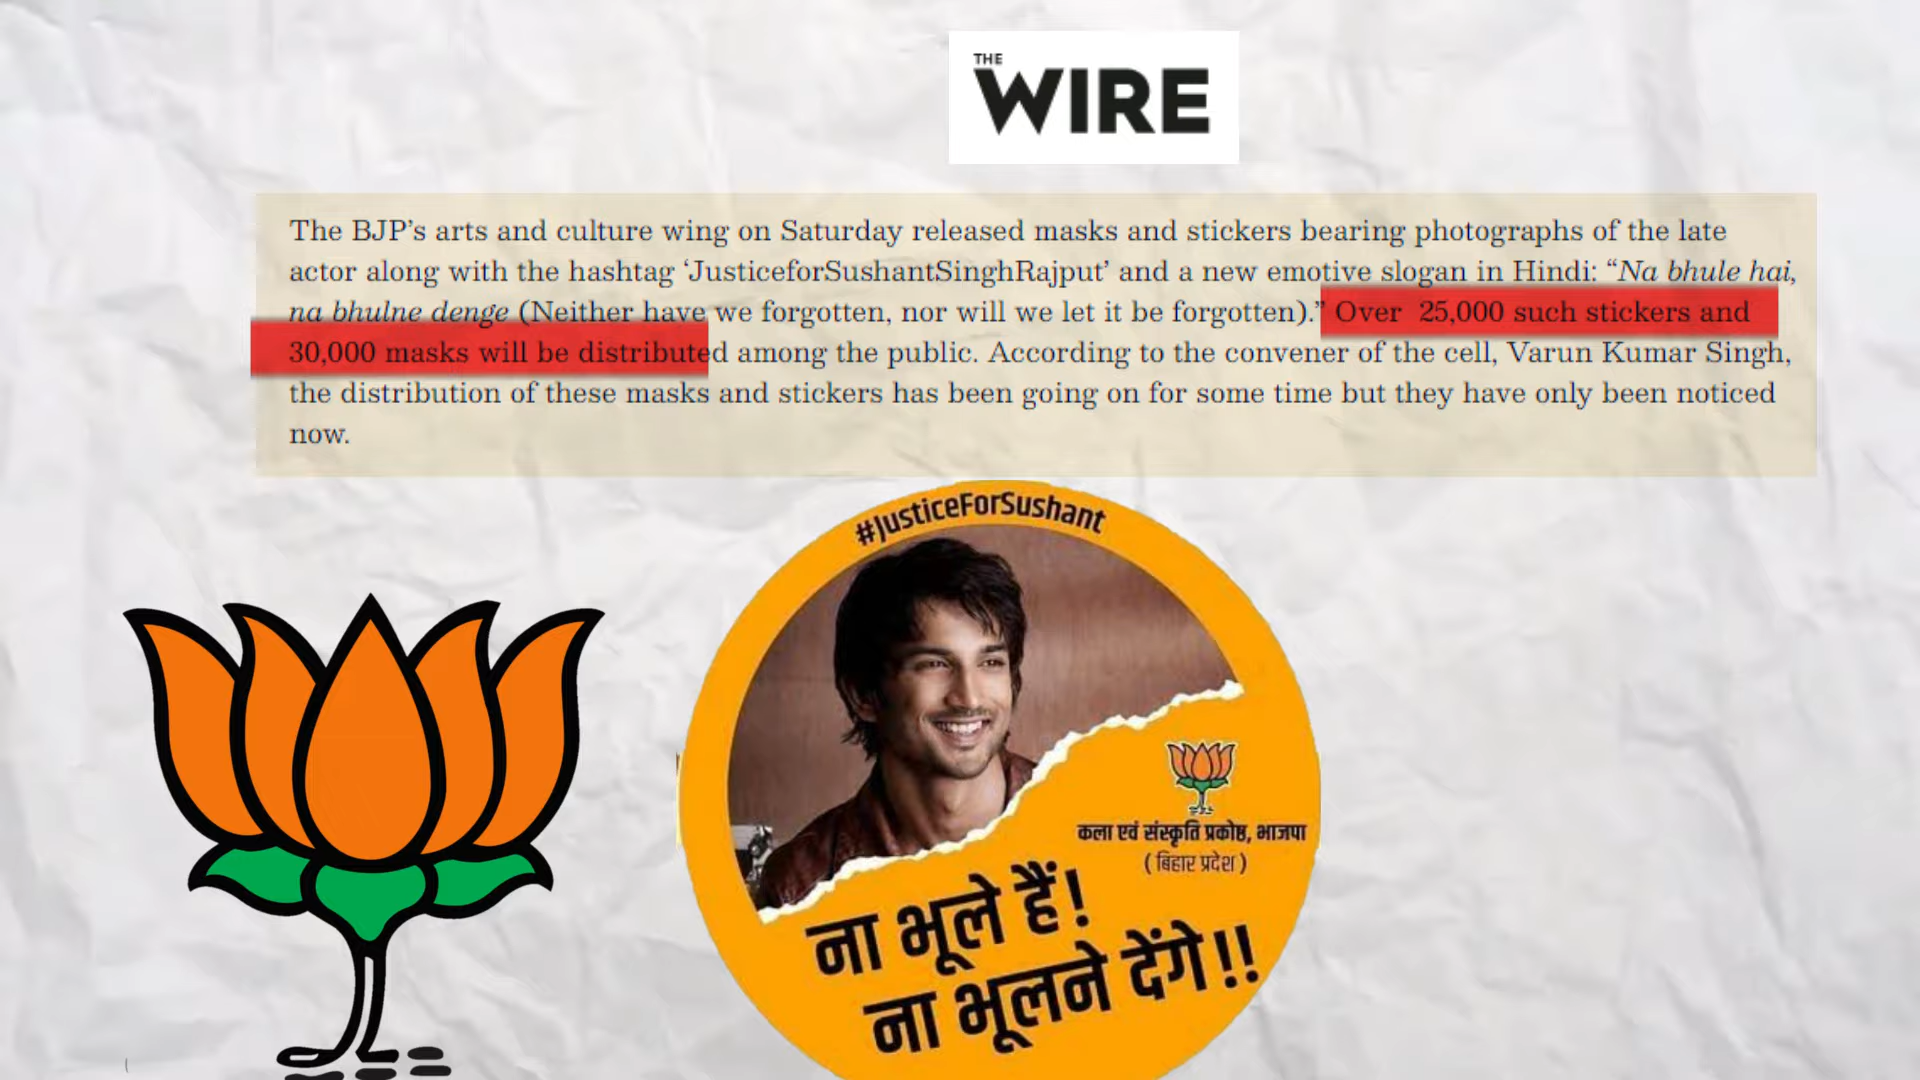 THE
WIRE
The BJP’s arts and culture wing on Saturday released masks and stickers bearing photographs of the late
actor along with the hashtag ‘JusticeforSushantSinghRajput’ and a new emotive slogan in Hindi: “Na bhule hai,
na bhulne denge (Neither have we forgotten, nor will we let it be forgotten).” Over 25,000 such stickers and
30,000 masks will be distributed among the public. According to the convener of the cell, Varun Kumar Singh,
the distribution of these masks and stickers has been going on for some time but they have only been noticed
now.
#JusticeForSushant
कला एवं संस्कृति प्रकोष्ठ, भाजपा
(बिहार प्रदेश)
ना भूले हैं!
ना भूलने देंगे!!